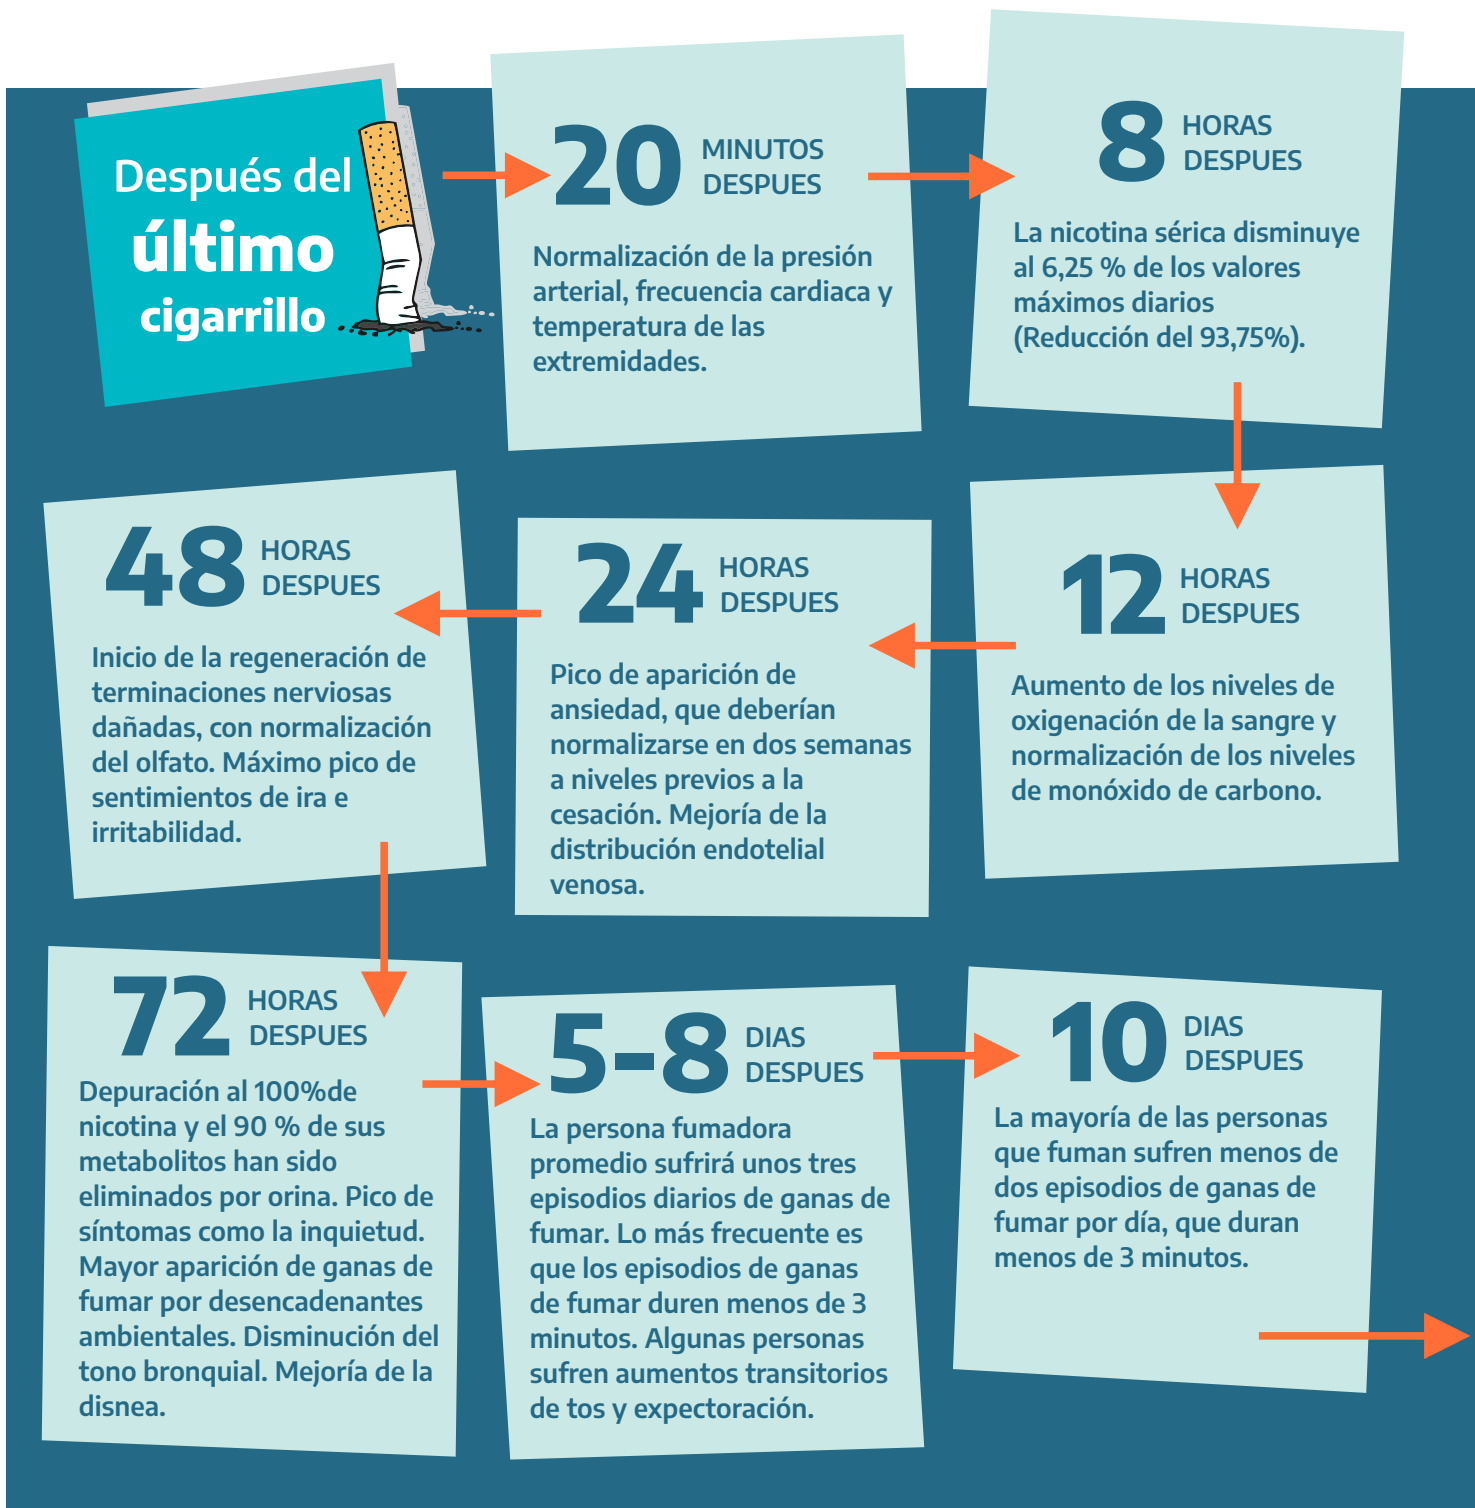 Después del
último
cigarrillo
20 MINUTOS
DESPUES
Normalización de la presión
arterial, frecuencia cardiaca y
temperatura de las
extremidades.
8 HORAS
DESPUES
La nicotina sérica disminuye
al 6,25 % de los valores
máximos diarios
(Reducción del 93,75%).
12 HORAS
DESPUES
Aumento de los niveles de
oxigenación de la sangre y
normalización de los niveles
de monóxido de carbono.
24 HORAS
DESPUES
Pico de aparición de
ansiedad, que deberían
normalizarse en dos semanas
a niveles previos a la
cesación. Mejoría de la
distribución endotelial
venosa.
48 HORAS
DESPUES
Inicio de la regeneración de
terminaciones nerviosas
dañadas, con normalización
del olfato. Máximo pico de
sentimientos de ira e
irritabilidad.
72 HORAS
DESPUES
Depuración al 100%de
nicotina y el 90 % de sus
metabolitos han sido
eliminados por orina. Pico de
síntomas como la inquietud.
Mayor aparición de ganas de
fumar por desencadenantes
ambientales. Disminución del
tono bronquial. Mejoría de la
disnea.
5-8 DIAS
DESPUES
La persona fumadora
promedio sufrirá unos tres
episodios diarios de ganas de
fumar. Lo más frecuente es
que los episodios de ganas
de fumar duren menos de 3
minutos. Algunas personas
sufren aumentos transitorios
de tos y expectoración.
10 DIAS
DESPUES
La mayoría de las personas
que fuman sufren menos de
dos episodios de ganas de
fumar por día, que duran
menos de 3 minutos.